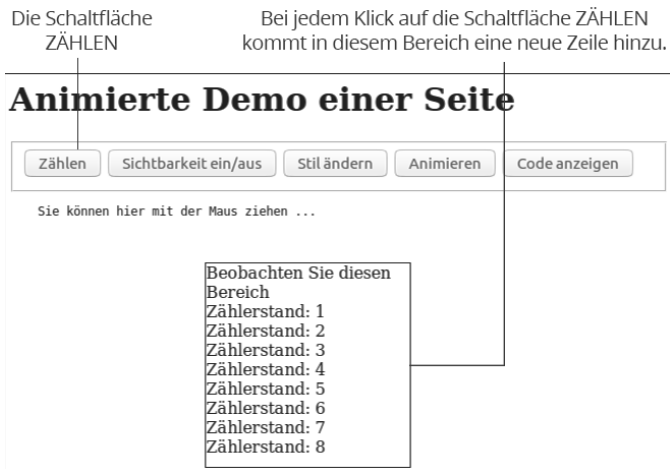 Die Schaltfläche
ZÄHLEN
Bei jedem Klick auf die Schaltfläche ZÄHLEN
kommt in diesem Bereich eine neue Zeile hinzu.
Animierte Demo einer Seite
Zählen Sichtbarkeit ein/aus Stil ändern Animieren Code anzeigen
Sie können hier mit der Maus ziehen ...
Beobachten Sie diesen
Bereich
Zählerstand: 1
Zählerstand: 2
Zählerstand: 3
Zählerstand: 4
Zählerstand: 5
Zählerstand: 6
Zählerstand: 7
Zählerstand: 8